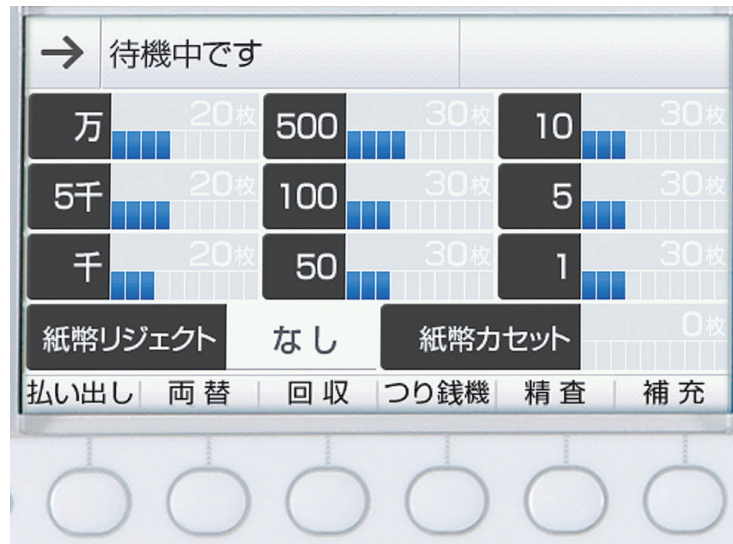 → 待機中です
万 20枚 500 30枚 10 30枚
5千 20枚 100 30枚 5 30枚
千 20枚 50 30枚 1 30枚
紙幣リジェクト なし 紙幣カセット 0枚
払い出し 両替 回収 つり銭機 精査 補充